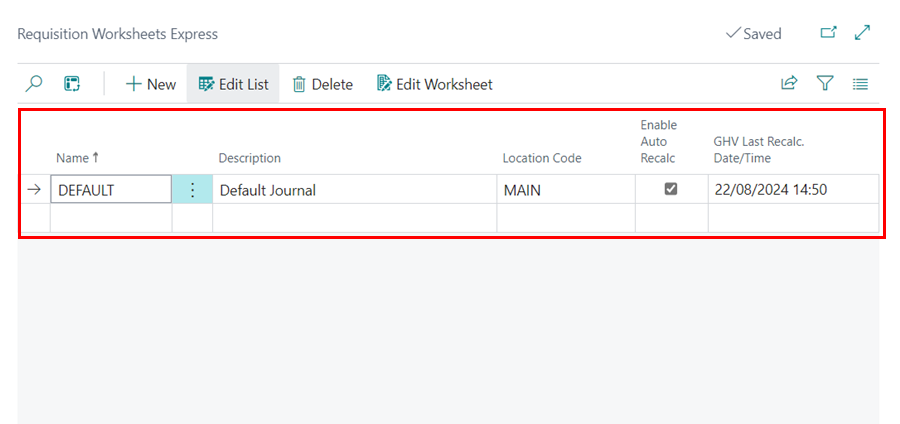 Requisition Worksheets Express
Saved
New Edit List Delete Edit Worksheet
Name ↑ Description Location Code Enable Auto Recalc GHV Last Recalc. Date/Time
DEFAULT Default Journal MAIN 22/08/2024 14:50